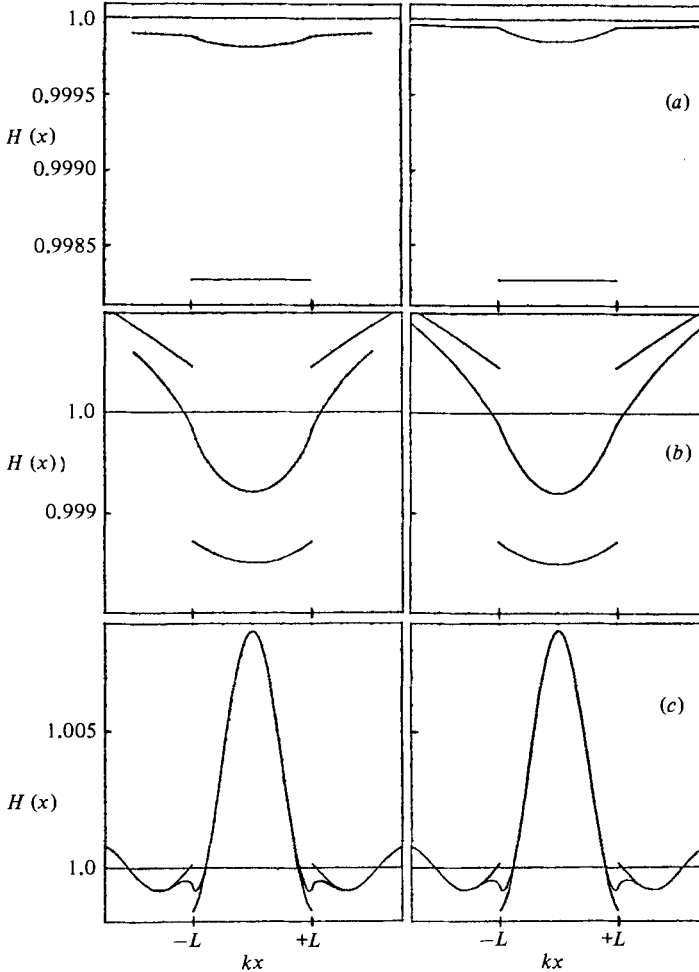 1.0
0.9995
(a)
H (x)
0.9990
0.9985
1.0
H (x))
(b)
0.999
(c)
1.005
H (x)
1.0
−L +L −L +L
kx kx